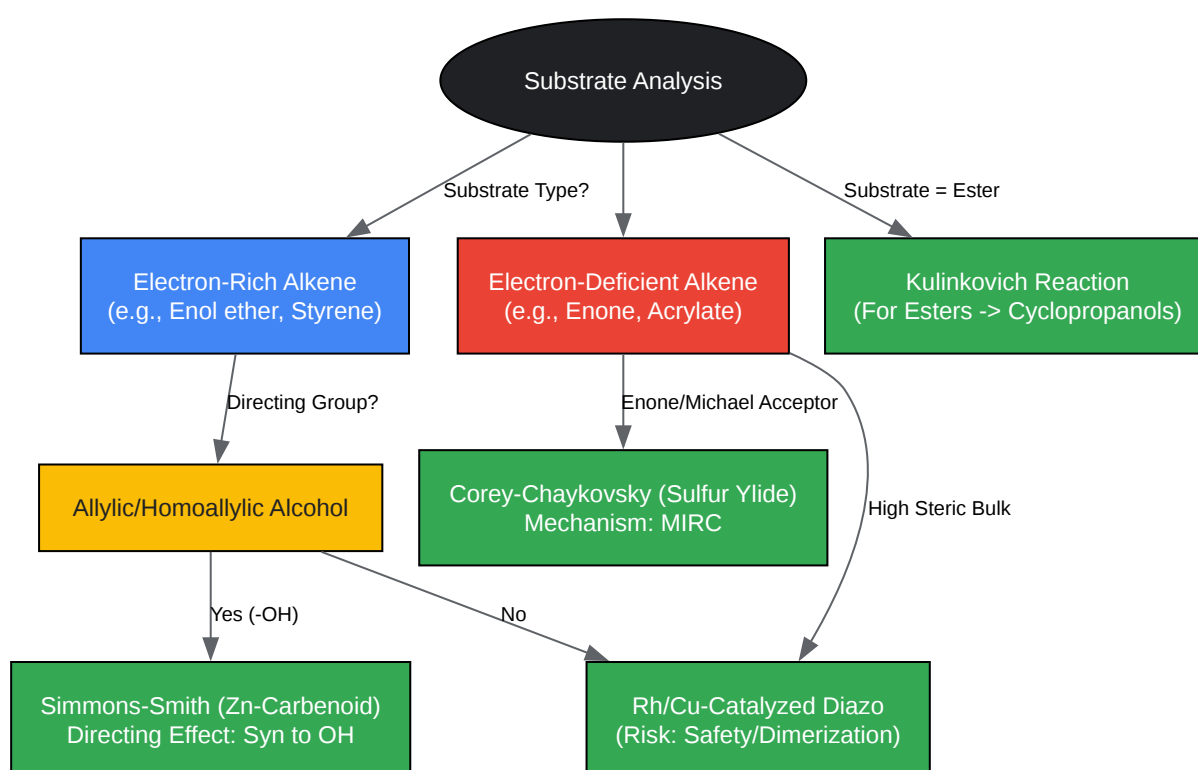 Substrate Analysis
Substrate Type?
Substrate = Ester
Electron-Rich Alkene
(e.g., Enol ether, Styrene)
Electron-Deficient Alkene
(e.g., Enone, Acrylate)
Kulinkovich Reaction
(For Esters -> Cyclopropanols)
Directing Group?
Enone/Michael Acceptor
Allylic/Homoallylic Alcohol
Corey-Chaykovsky (Sulfur Ylide)
Mechanism: MIRC
High Steric Bulk
Yes (-OH)
No
Simmons-Smith (Zn-Carbenoid)
Directing Effect: Syn to OH
Rh/Cu-Catalyzed Diazo
(Risk: Safety/Dimerization)